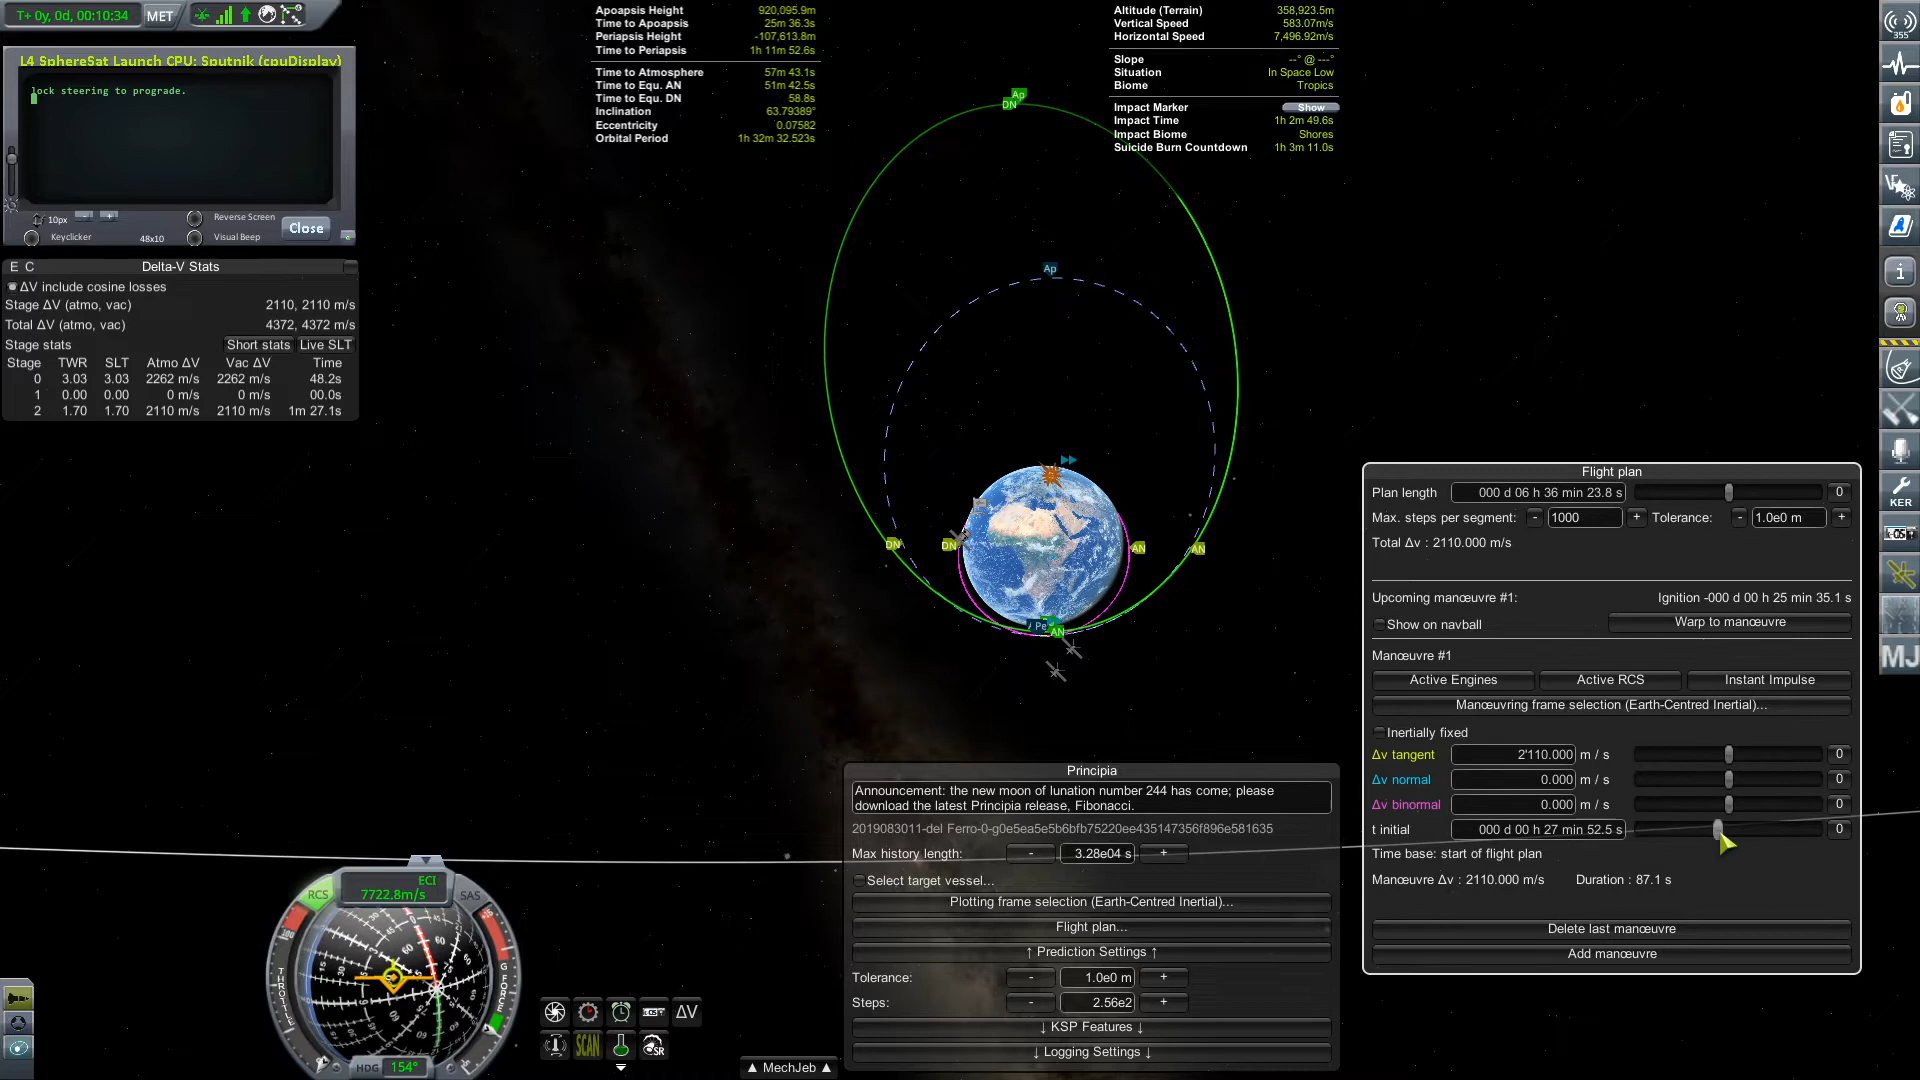 T+ 0y, 0d, 00:10:34 MET
L4 SphereSat Launch CPU: Sputnik (cpuDisplay)
lock steering to prograde.
10px - +
Reverse Screen
Close
Keyclicker 48x10 Visual Beep
E C Delta-V Stats
ΔV include cosine losses
Stage ΔV (atmo, vac) 2110, 2110 m/s
Total ΔV (atmo, vac) 4372, 4372 m/s
Stage stats Short stats Live SLT
Stage TWR SLT Atmo ΔV Vac ΔV Time
0 3.03 3.03 2262 m/s 2262 m/s 48.2s
1 0.00 0.00 0 m/s 0 m/s 00.0s
2 1.70 1.70 2110 m/s 2110 m/s 1m 27.1s
Apoapsis Height 920,095.9m
Time to Apoapsis 25m 36.3s
Periapsis Height -107,613.8m
Time to Periapsis 1h 11m 52.6s
Time to Atmosphere 57m 43.1s
Time to Equ. AN 51m 42.5s
Time to Equ. DN 58.8s
Inclination 63.79389°
Eccentricity 0.07582
Orbital Period 1h 32m 32.523s
Altitude (Terrain) 358,923.5m
Vertical Speed 583.07m/s
Horizontal Speed 7,496.92m/s
Slope --° @ ---°
Situation In Space Low
Biome Tropics
Impact Marker Show
Impact Time 1h 2m 49.6s
Impact Biome Shores
Suicide Burn Countdown 1h 3m 11.0s
Ap
DN
Ap
DN
DN
AN
AN
Pe
AN
355
KER
kOS
MJ
Flight plan
Plan length 000 d 06 h 36 min 23.8 s 0
Max. steps per segment: - 1000 + Tolerance: - 1.0e0 m +
Total Δv : 2110.000 m/s
Upcoming manœuvre #1: Ignition -000 d 00 h 25 min 35.1 s
Show on navball Warp to manœuvre
Manœuvre #1
Active Engines Active RCS Instant Impulse
Manœuvring frame selection (Earth-Centred Inertial)...
Inertially fixed
Δv tangent 2'110.000 m / s 0
Δv normal 0.000 m / s 0
Δv binormal 0.000 m / s 0
t initial 000 d 00 h 27 min 52.5 s 0
Time base: start of flight plan
Manœuvre Δv : 2110.000 m/s Duration : 87.1 s
Delete last manœuvre
Add manœuvre
Principia
Announcement: the new moon of lunation number 244 has come; please
download the latest Principia release, Fibonacci.
2019083011-del Ferro-0-g0e5ea5e5b6bfb75220ee435147356f896e581635
Max history length: - 3.28e04 s +
Select target vessel...
Plotting frame selection (Earth-Centred Inertial)...
Flight plan...
↑ Prediction Settings ↑
Tolerance: - 1.0e0 m +
Steps: - 2.56e2 +
↓ KSP Features ↓
↓ Logging Settings ↓
RCS ECI SAS
7722.8m/s
THROTTLE
G FORCE
HDG 154°
kOS ΔV
SCAN SR
▲ MechJeb ▲